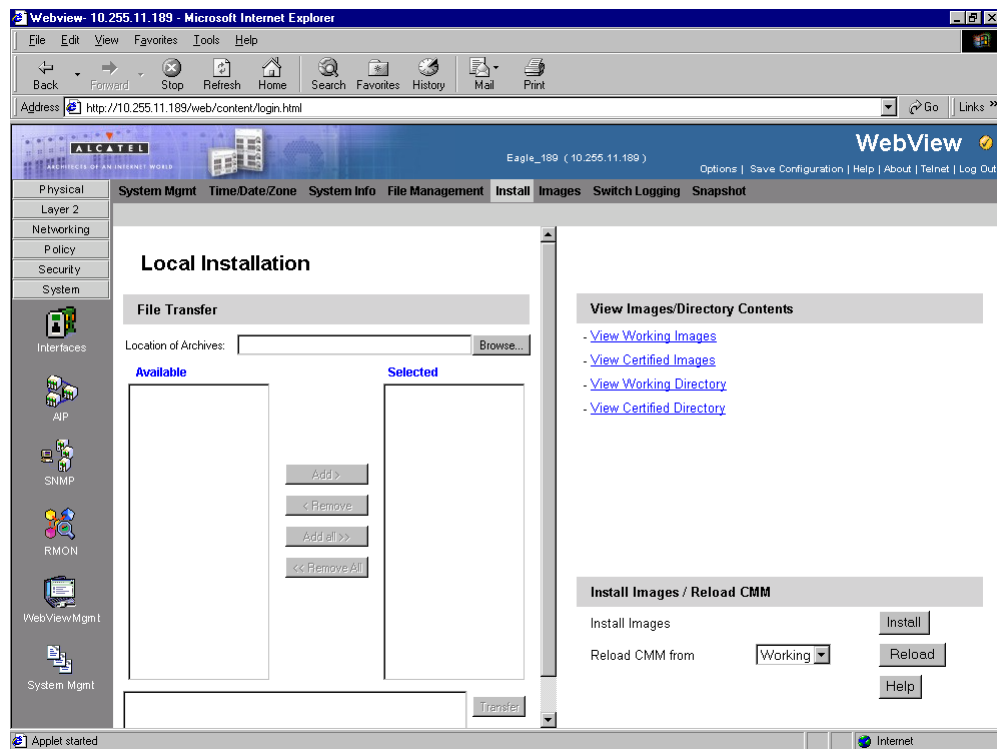 Webview- 10.255.11.189 - Microsoft Internet Explorer
File Edit View Favorites Tools Help
Back Forward Stop Refresh Home Search Favorites History Mail Print
Address http://10.255.11.189/web/content/login.html Go Links »
ALCATEL
ARCHITECTS OF AN INTERNET WORLD
Eagle_189 ( 10.255.11.189 )
WebView
Options | Save Configuration | Help | About | Telnet | Log Out
Physical
Layer 2
Networking
Policy
Security
System
Interfaces
AIP
SNMP
RMON
WebViewMgmt
System Mgmt
System Mgmt Time/Date/Zone System Info File Management Install Images Switch Logging Snapshot
Local Installation
File Transfer
Location of Archives: Browse...
Available Selected
Add >
< Remove
Add all >>
<< Remove All
Transfer
View Images/Directory Contents
- View Working Images
- View Certified Images
- View Working Directory
- View Certified Directory
Install Images / Reload CMM
Install Images Install
Reload CMM from Working Reload
Help
Applet started Internet